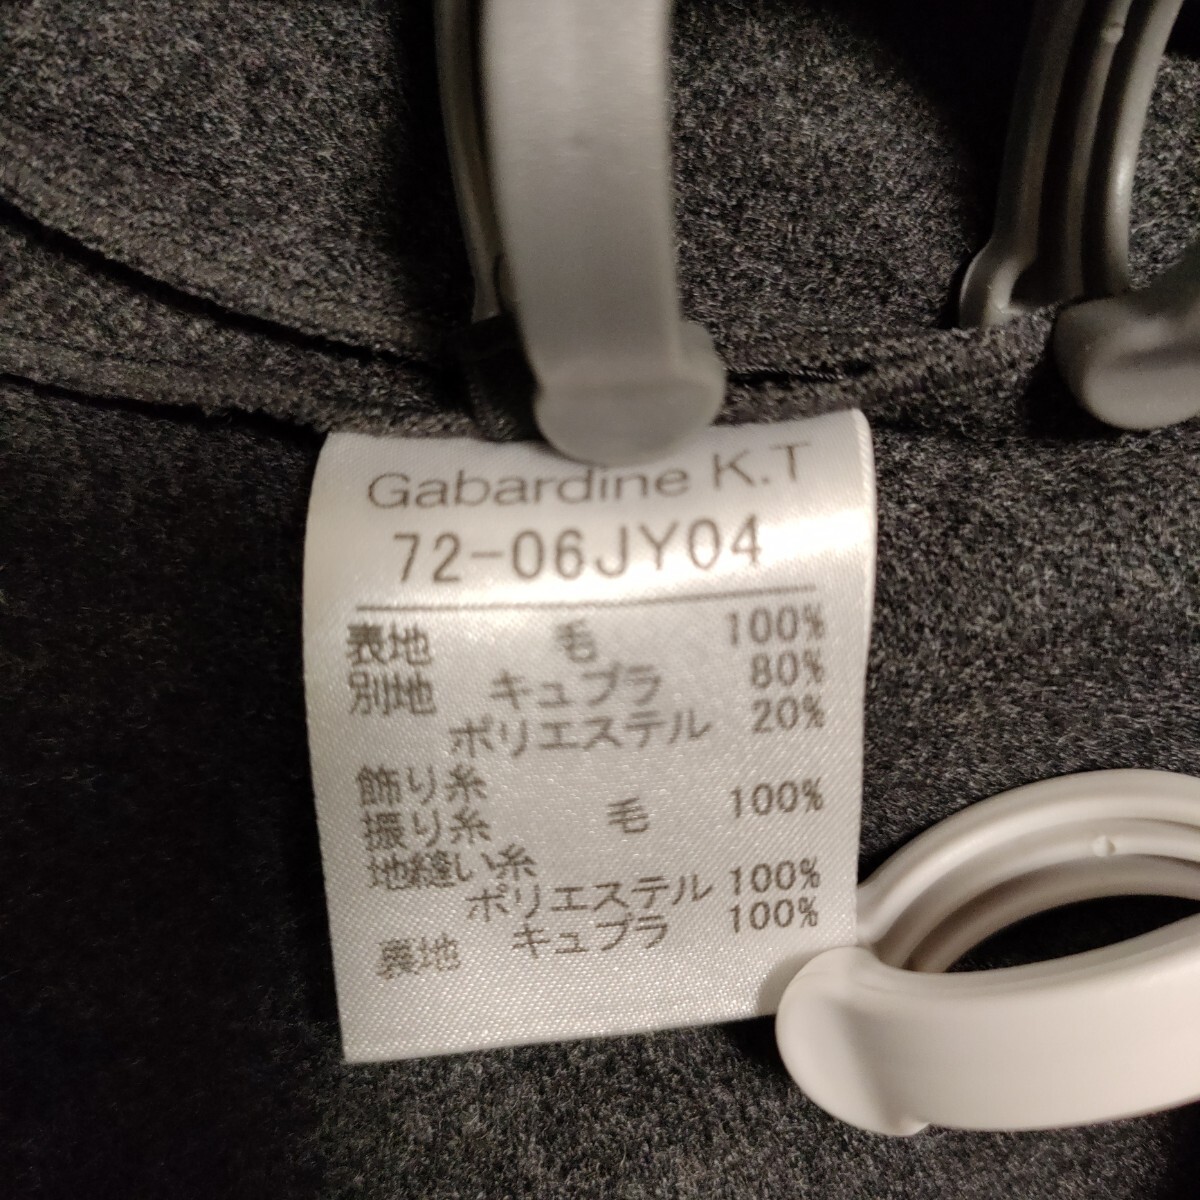 Gabardine K.T
72-06JY04
表地 毛 100%
別地 キュプラ 80%
ポリエステル 20%
飾り糸
振り糸 毛 100%
地縫い糸
ポリエステル 100%
裏地 キュプラ 100%